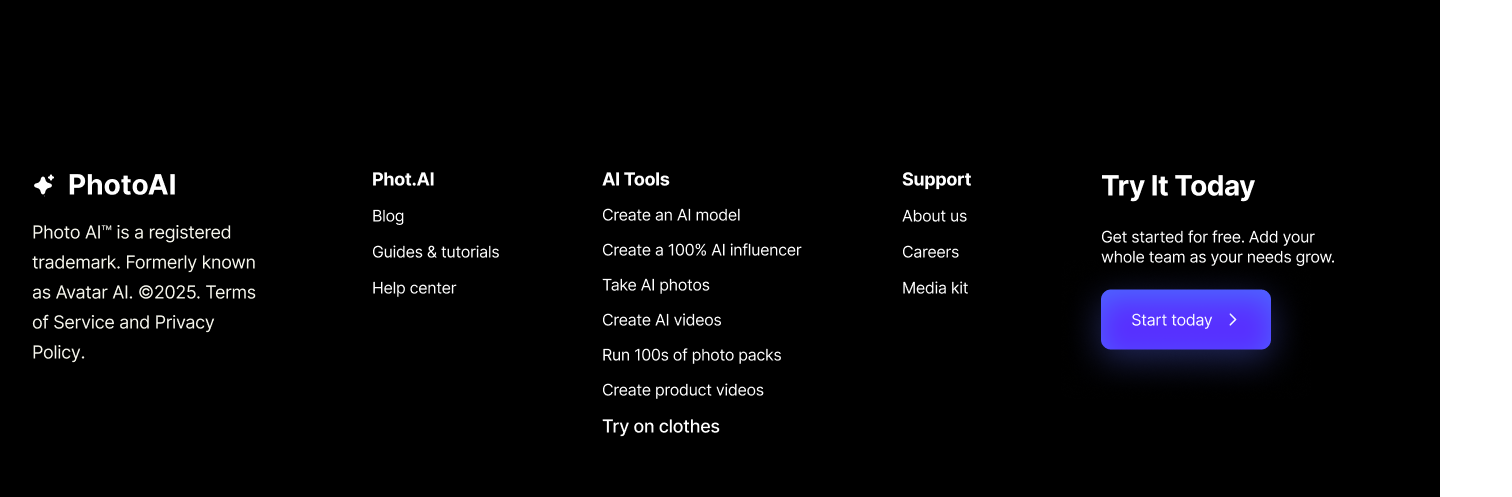 PhotoAI
Photo AI™ is a registered
trademark. Formerly known
as Avatar AI. ©2025. Terms
of Service and Privacy
Policy.
Phot.AI
Blog
Guides & tutorials
Help center
AI Tools
Create an AI model
Create a 100% AI influencer
Take AI photos
Create AI videos
Run 100s of photo packs
Create product videos
Try on clothes
Support
About us
Careers
Media kit
Try It Today
Get started for free. Add your
whole team as your needs grow.
Start today